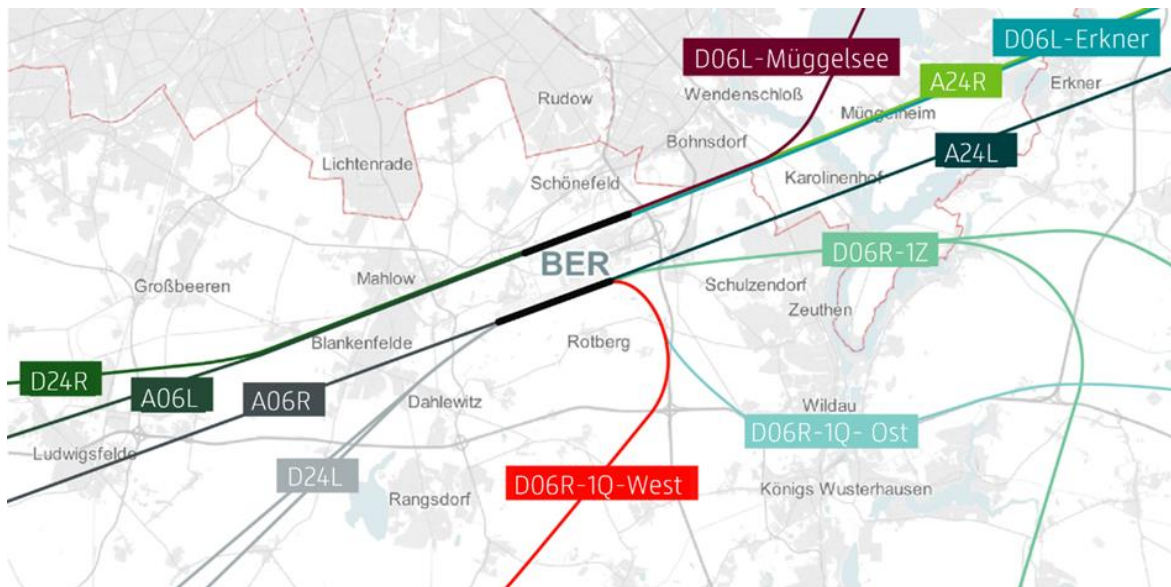 D06L-Erkner
D06L-Müggelsee
A24R
Erkner
Wendenschloß
Rudow
Müggelheim
Bohnsdorf
A24L
Lichtenrade
Karolinenhof
Schönefeld
D06R-1Z
BER
Mahlow
Großbeeren
Schulzendorf
Zeuthen
Blankenfelde
Rotberg
D24R
A06L
A06R
Dahlewitz
Wildau
D06R-1Q- Ost
Ludwigsfelde
D24L
D06R-1Q-West
Rangsdorf
Königs Wusterhausen